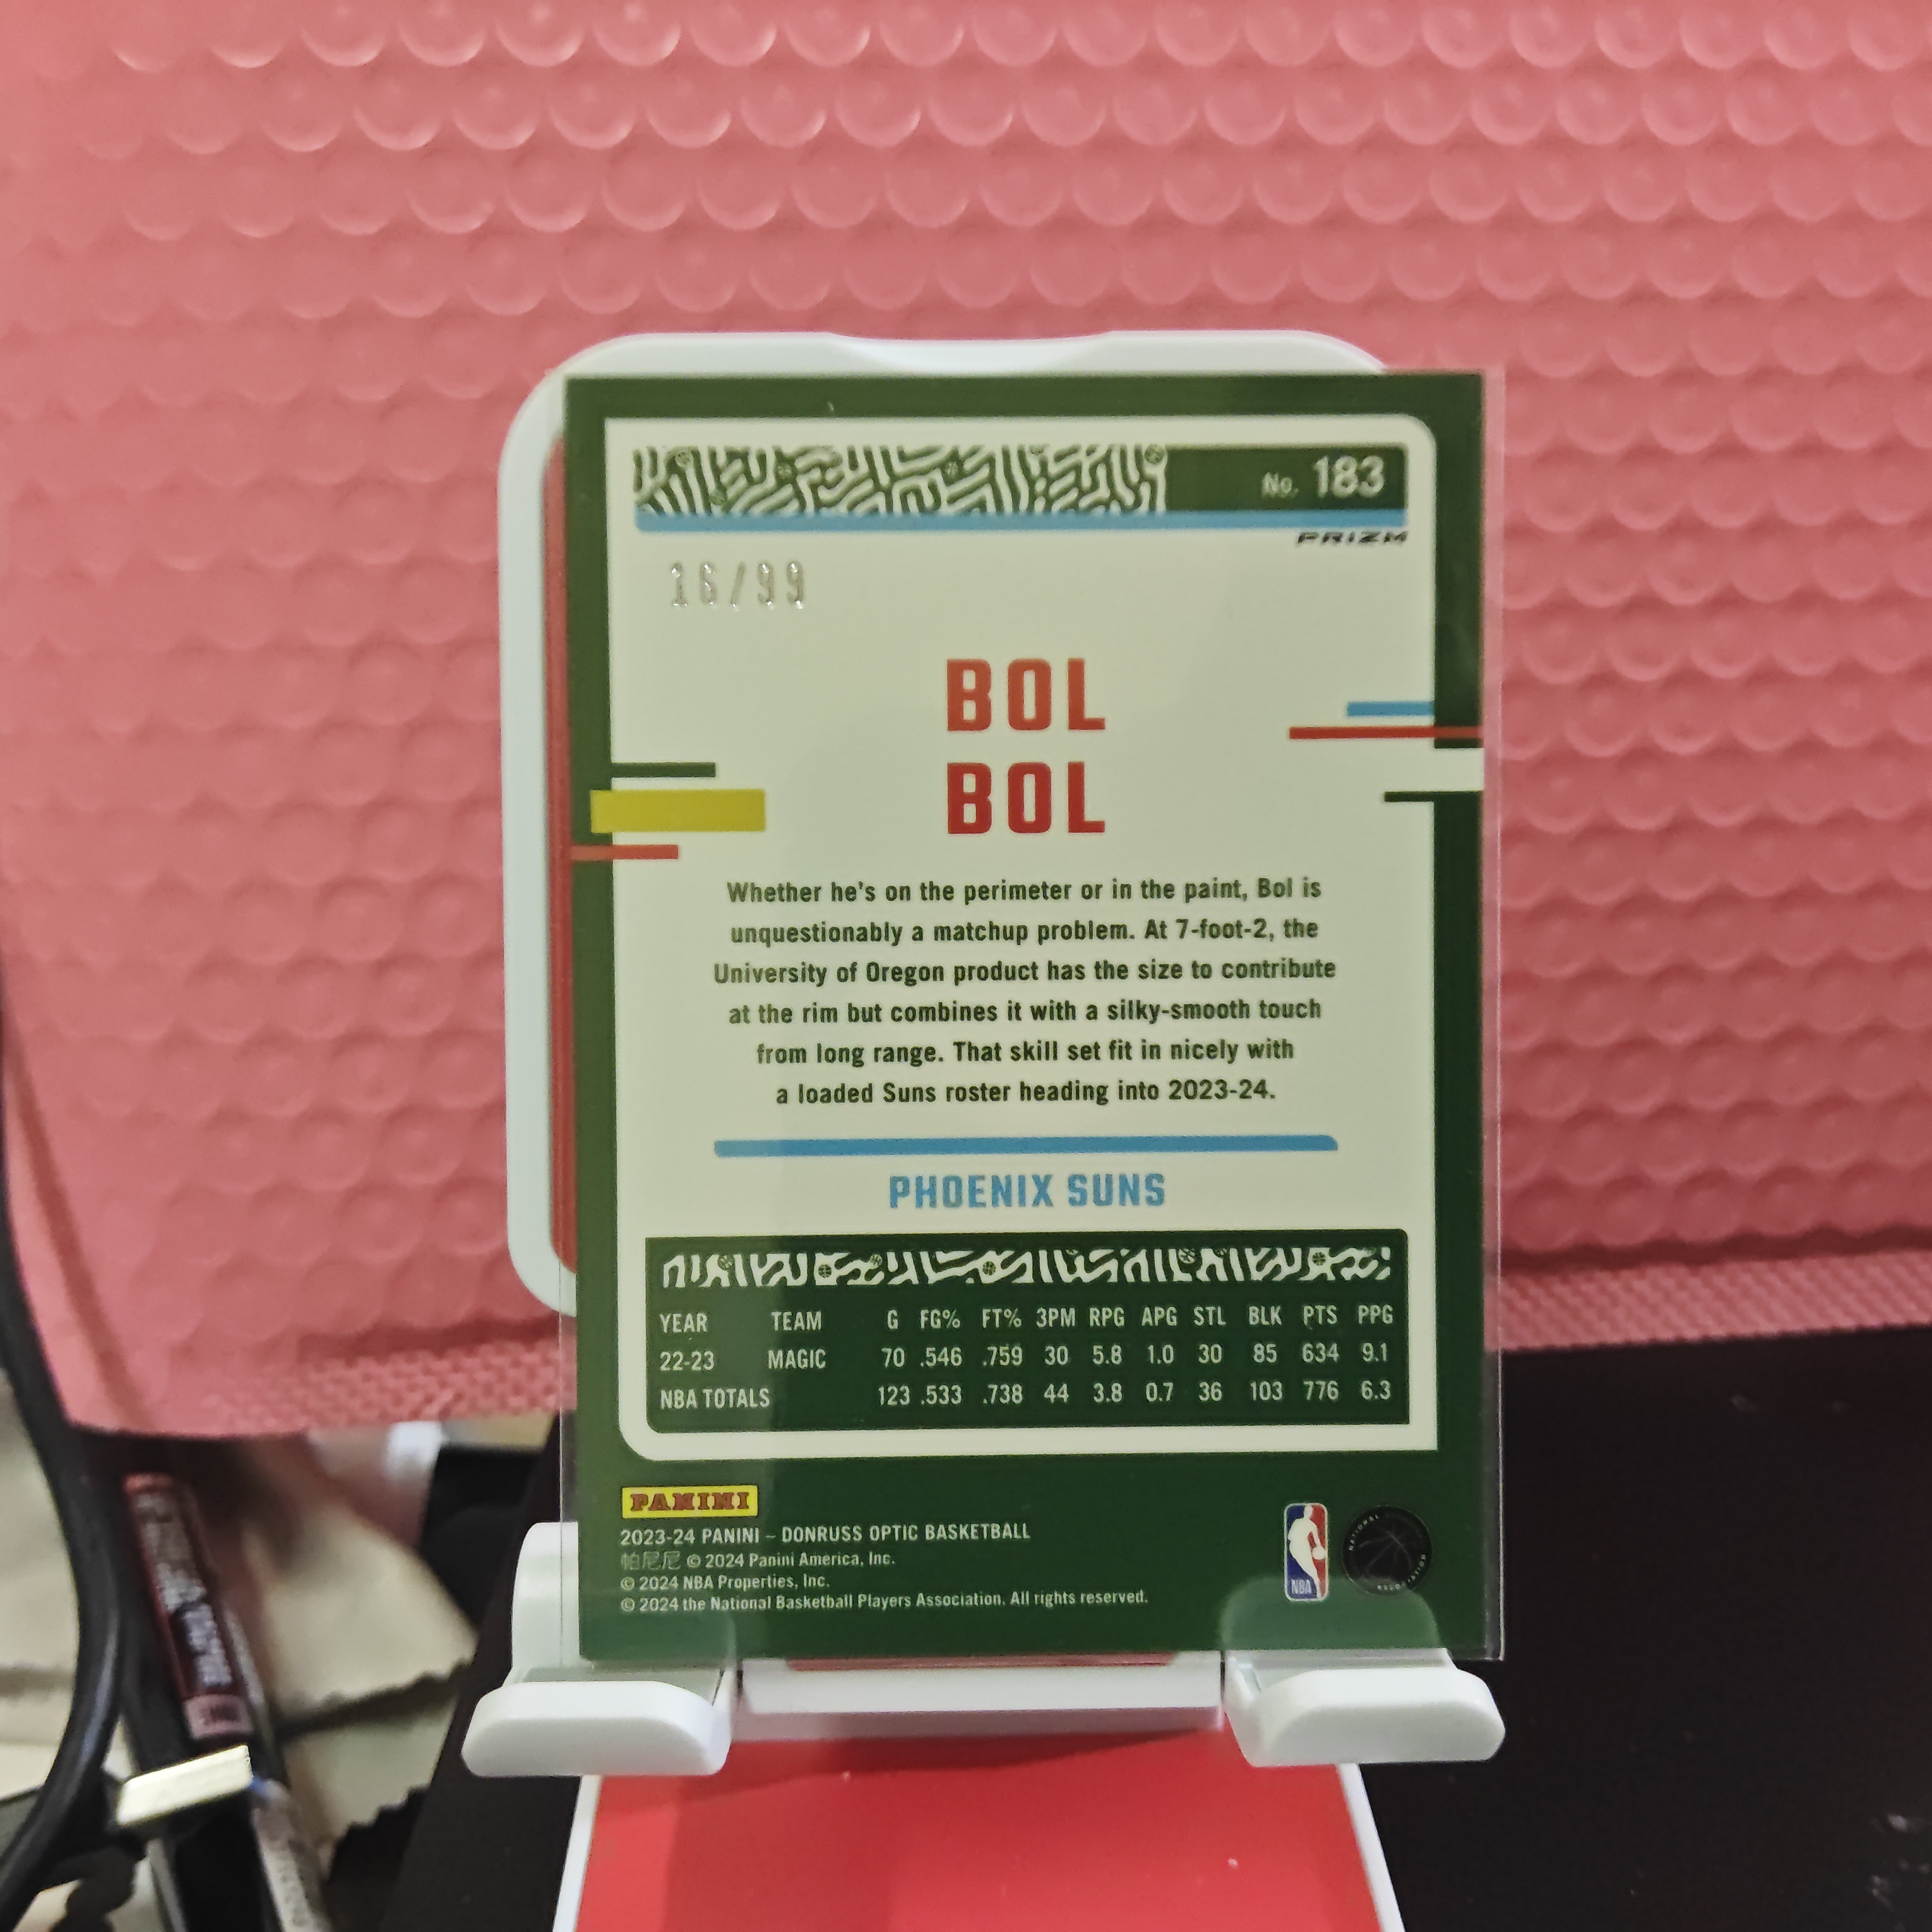 No. 183
PRIZM
16/99
BOL
BOL
Whether he's on the perimeter or in the paint, Bol is
unquestionably a matchup problem. At 7-foot-2, the
University of Oregon product has the size to contribute
at the rim but combines it with a silky-smooth touch
from long range. That skill set fit in nicely with
a loaded Suns roster heading into 2023-24.
PHOENIX SUNS
YEAR TEAM G FG% FT% 3PM RPG APG STL BLK PTS PPG
22-23 MAGIC 70 .546 .759 30 5.8 1.0 30 85 634 9.1
NBA TOTALS 123 .533 .738 44 3.8 0.7 36 103 776 6.3
PANINI
2023-24 PANINI – DONRUSS OPTIC BASKETBALL
帕尼尼 © 2024 Panini America, Inc.
© 2024 NBA Properties, Inc.
© 2024 the National Basketball Players Association. All rights reserved.
NBA